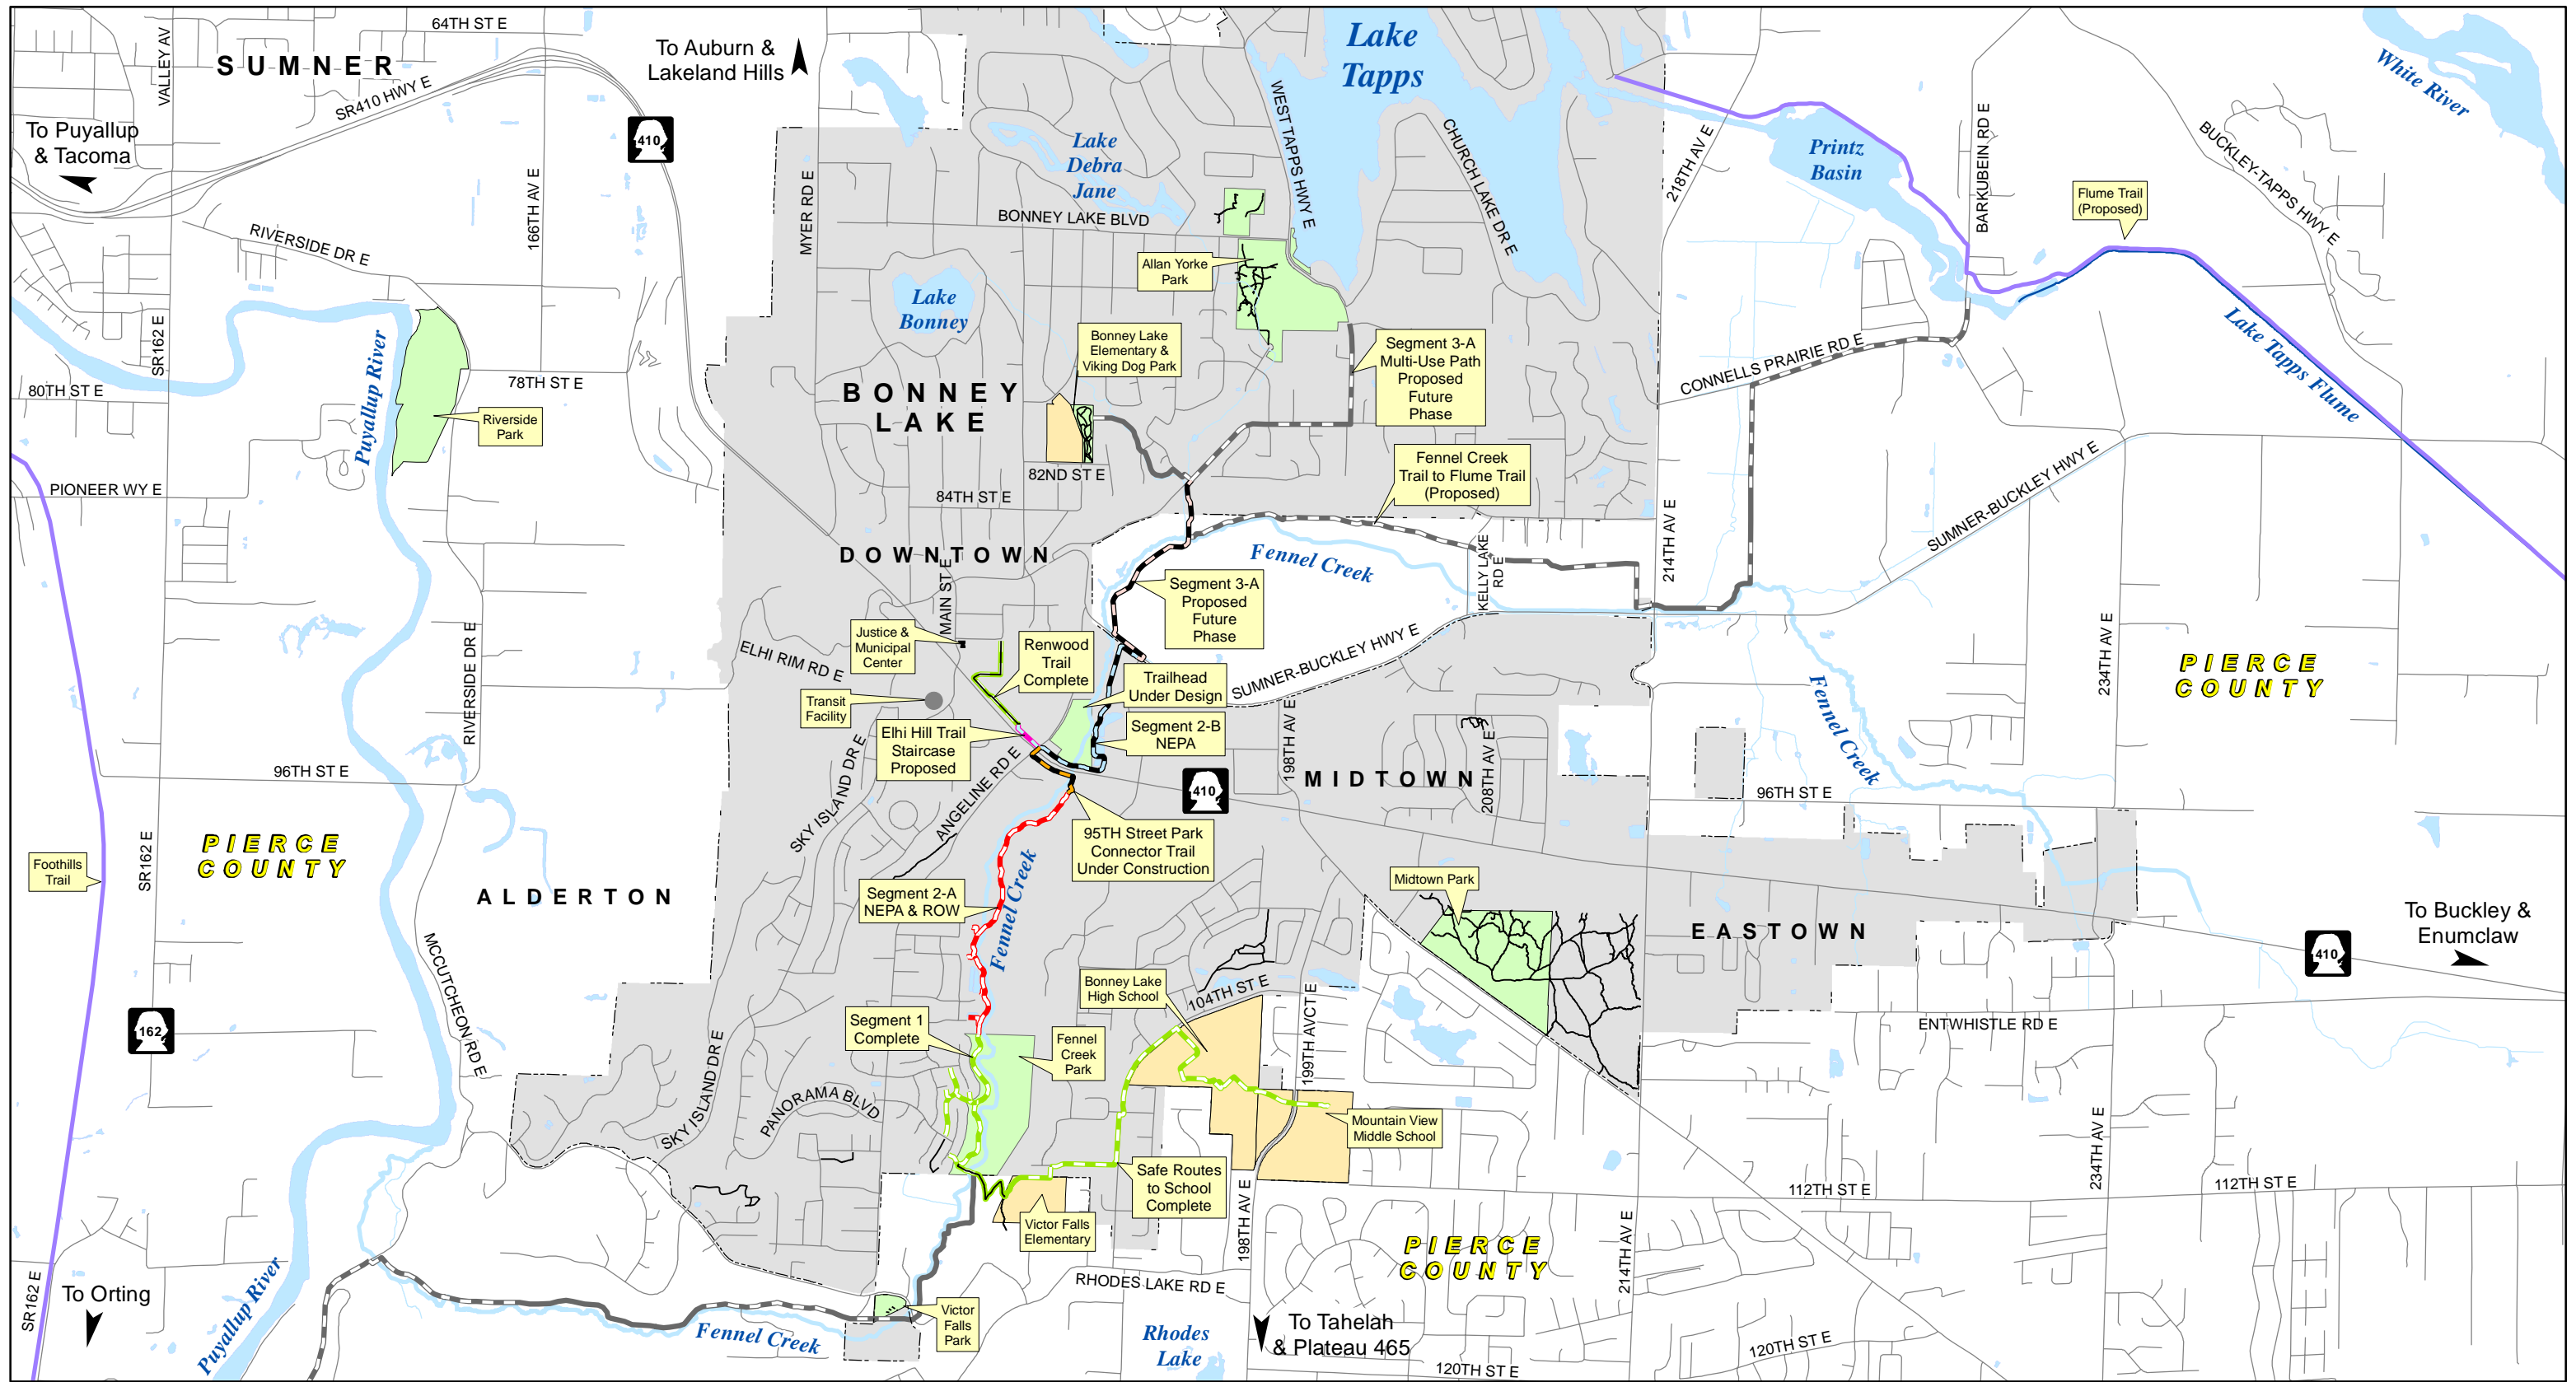 64TH ST E
SUMNER
VALLEY AV
SR410 HWY E
To Auburn &
Lakeland Hills
410
To Puyallup
& Tacoma
166TH AV E
RIVERSIDE DR E
MYER RD E
Lake
Tapps
WEST TAPPS HWY E
CHURCH LAKE DR E
218TH AV E
Printz
Basin
BARKUBEIN RD E
BUCKLEY-TAPPS HWY E
White River
Flume Trail
(Proposed)
Lake Tapps Flume
Lake
Debra
Jane
BONNEY LAKE BLVD
Allan Yorke
Park
Lake
Bonney
Bonney Lake
Elementary &
Viking Dog Park
Segment 3-A
Multi-Use Path
Proposed
Future
Phase
CONNELLS PRAIRIE RD E
SR162 E
Puyallup River
80TH ST E
78TH ST E
Riverside
Park
BONNEY
LAKE
82ND ST E
84TH ST E
Fennel Creek
Trail to Flume Trail
(Proposed)
PIONEER WY E
SUMNER-BUCKLEY HWY E
214TH AV E
DOWNTOWN
MAIN ST E
Fennel Creek
KELLY LAKE
RD E
Segment 3-A
Proposed
Future
Phase
Justice &
Municipal
Center
Renwood
Trail
Complete
ELHI RIM RD E
RIVERSIDE DR E
Trailhead
Under Design
SUMNER-BUCKLEY HWY E
Transit
Facility
Elhi Hill Trail
Staircase
Proposed
Segment 2-B
NEPA
198TH AV E
208TH AV E
MIDTOWN
410
Fennel Creek
234TH AV E
PIERCE
COUNTY
96TH ST E
96TH ST E
SKY ISLAND DR E
ANGELINE RD E
95TH Street Park
Connector Trail
Under Construction
PIERCE
COUNTY
SR162 E
Foothills
Trail
ALDERTON
Segment 2-A
NEPA & ROW
Fennel Creek
Midtown Park
EASTOWN
To Buckley &
Enumclaw
410
MCCUTCHEON RD E
162
Bonney Lake
High School
104TH ST E
199TH AVCT E
Segment 1
Complete
Fennel
Creek
Park
ENTWHISTLE RD E
SKY ISLAND DR E
PANORAMA BLVD
Mountain View
Middle School
Safe Routes
to School
Complete
234TH AV E
112TH ST E
112TH ST E
Victor Falls
Elementary
198TH AV E
214TH AV E
PIERCE
COUNTY
SR162 E
To Orting
Puyallup River
RHODES LAKE RD E
Victor
Falls
Park
Fennel Creek
Rhodes
Lake
To Tahelah
& Plateau 465
120TH ST E
120TH ST E